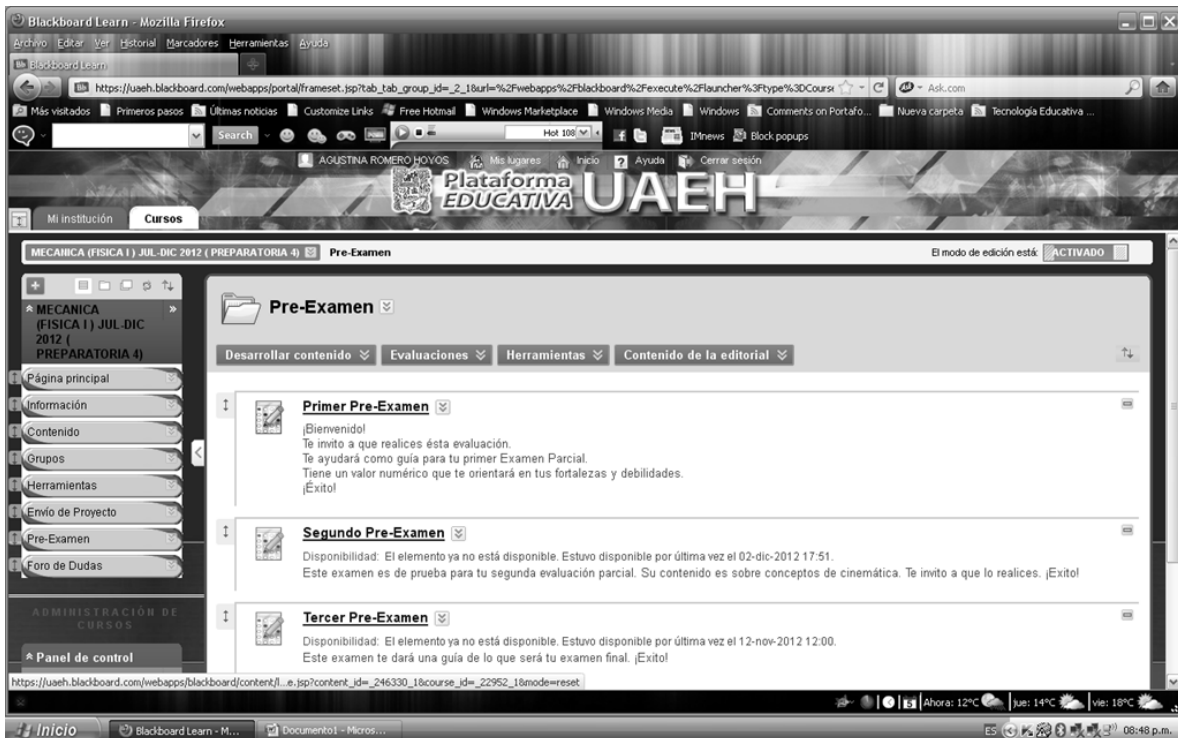 Blackboard Learn - Mozilla Firefox
Archivo Editar Ver Historial Marcadores Herramientas Ayuda
Blackboard Learn
https://uaeh.blackboard.com/webapps/portal/frameset.jsp?tab_tab_group_id=_2_1&url=%2Fwebapps%2Fblackboard%2Fexecute%2Flauncher%3Ftype%3DCourse
Ask.com
Más visitados Primeros pasos Últimas noticias Customize Links Free Hotmail Windows Marketplace Windows Media Windows Comments on Portafo... Nueva carpeta Tecnología Educativa ...
Search Hot 108 IMnews Block popups
AGUSTINA ROMERO HOYOS Mis lugares Inicio Ayuda Cerrar sesión
Plataforma
EDUCATIVA UAEH
Mi institución Cursos
MECANICA (FISICA I ) JUL-DIC 2012 ( PREPARATORIA 4) Pre-Examen El modo de edición está: ACTIVADO
MECANICA
(FISICA I ) JUL-DIC
2012 (
PREPARATORIA 4)
Página principal
Información
Contenido
Grupos
Herramientas
Envío de Proyecto
Pre-Examen
Foro de Dudas
ADMINISTRACIÓN DE
CURSOS
Panel de control
Pre-Examen
Desarrollar contenido Evaluaciones Herramientas Contenido de la editorial
Primer Pre-Examen
¡Bienvenido!
Te invito a que realices ésta evaluación.
Te ayudará como guía para tu primer Examen Parcial.
Tiene un valor numérico que te orientará en tus fortalezas y debilidades.
¡Éxito!
Segundo Pre-Examen
Disponibilidad: El elemento ya no está disponible. Estuvo disponible por última vez el 02-dic-2012 17:51.
Este examen es de prueba para tu segunda evaluación parcial. Su contenido es sobre conceptos de cinemática. Te invito a que lo realices. ¡Exito!
Tercer Pre-Examen
Disponibilidad: El elemento ya no está disponible. Estuvo disponible por última vez el 12-nov-2012 12:00.
Este examen te dará una guía de lo que será tu examen final. ¡Exito!
https://uaeh.blackboard.com/webapps/blackboard/content/l...e.jsp?content_id=_246330_1&course_id=_22952_1&mode=reset
Ahora: 12°C jue: 14°C vie: 18°C
Inicio Blackboard Learn - M... Documento1 - Micros... ES 08:48 p.m.